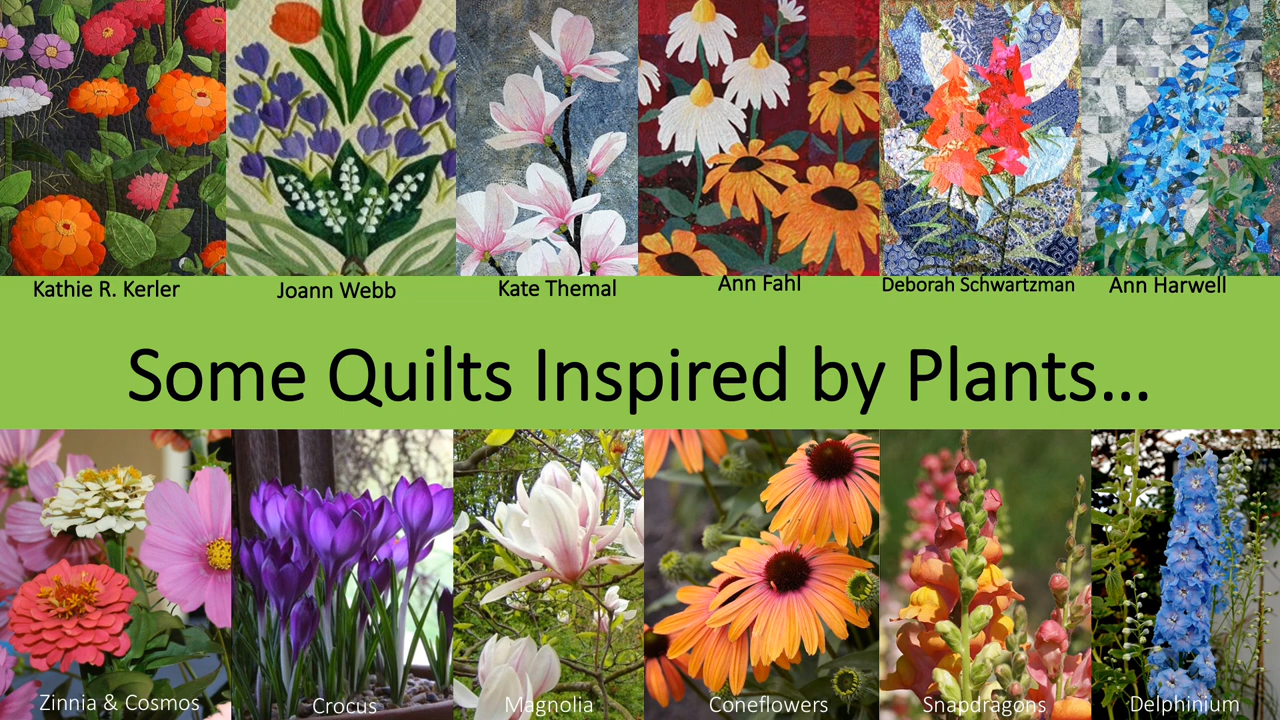 Kathie R. Kerler
Joann Webb
Kate Themal
Ann Fahl
Deborah Schwartzman
Ann Harwell
Some Quilts Inspired by Plants...
Zinnia & Cosmos
Crocus
Magnolia
Coneflowers
Snapdragons
Delphinium